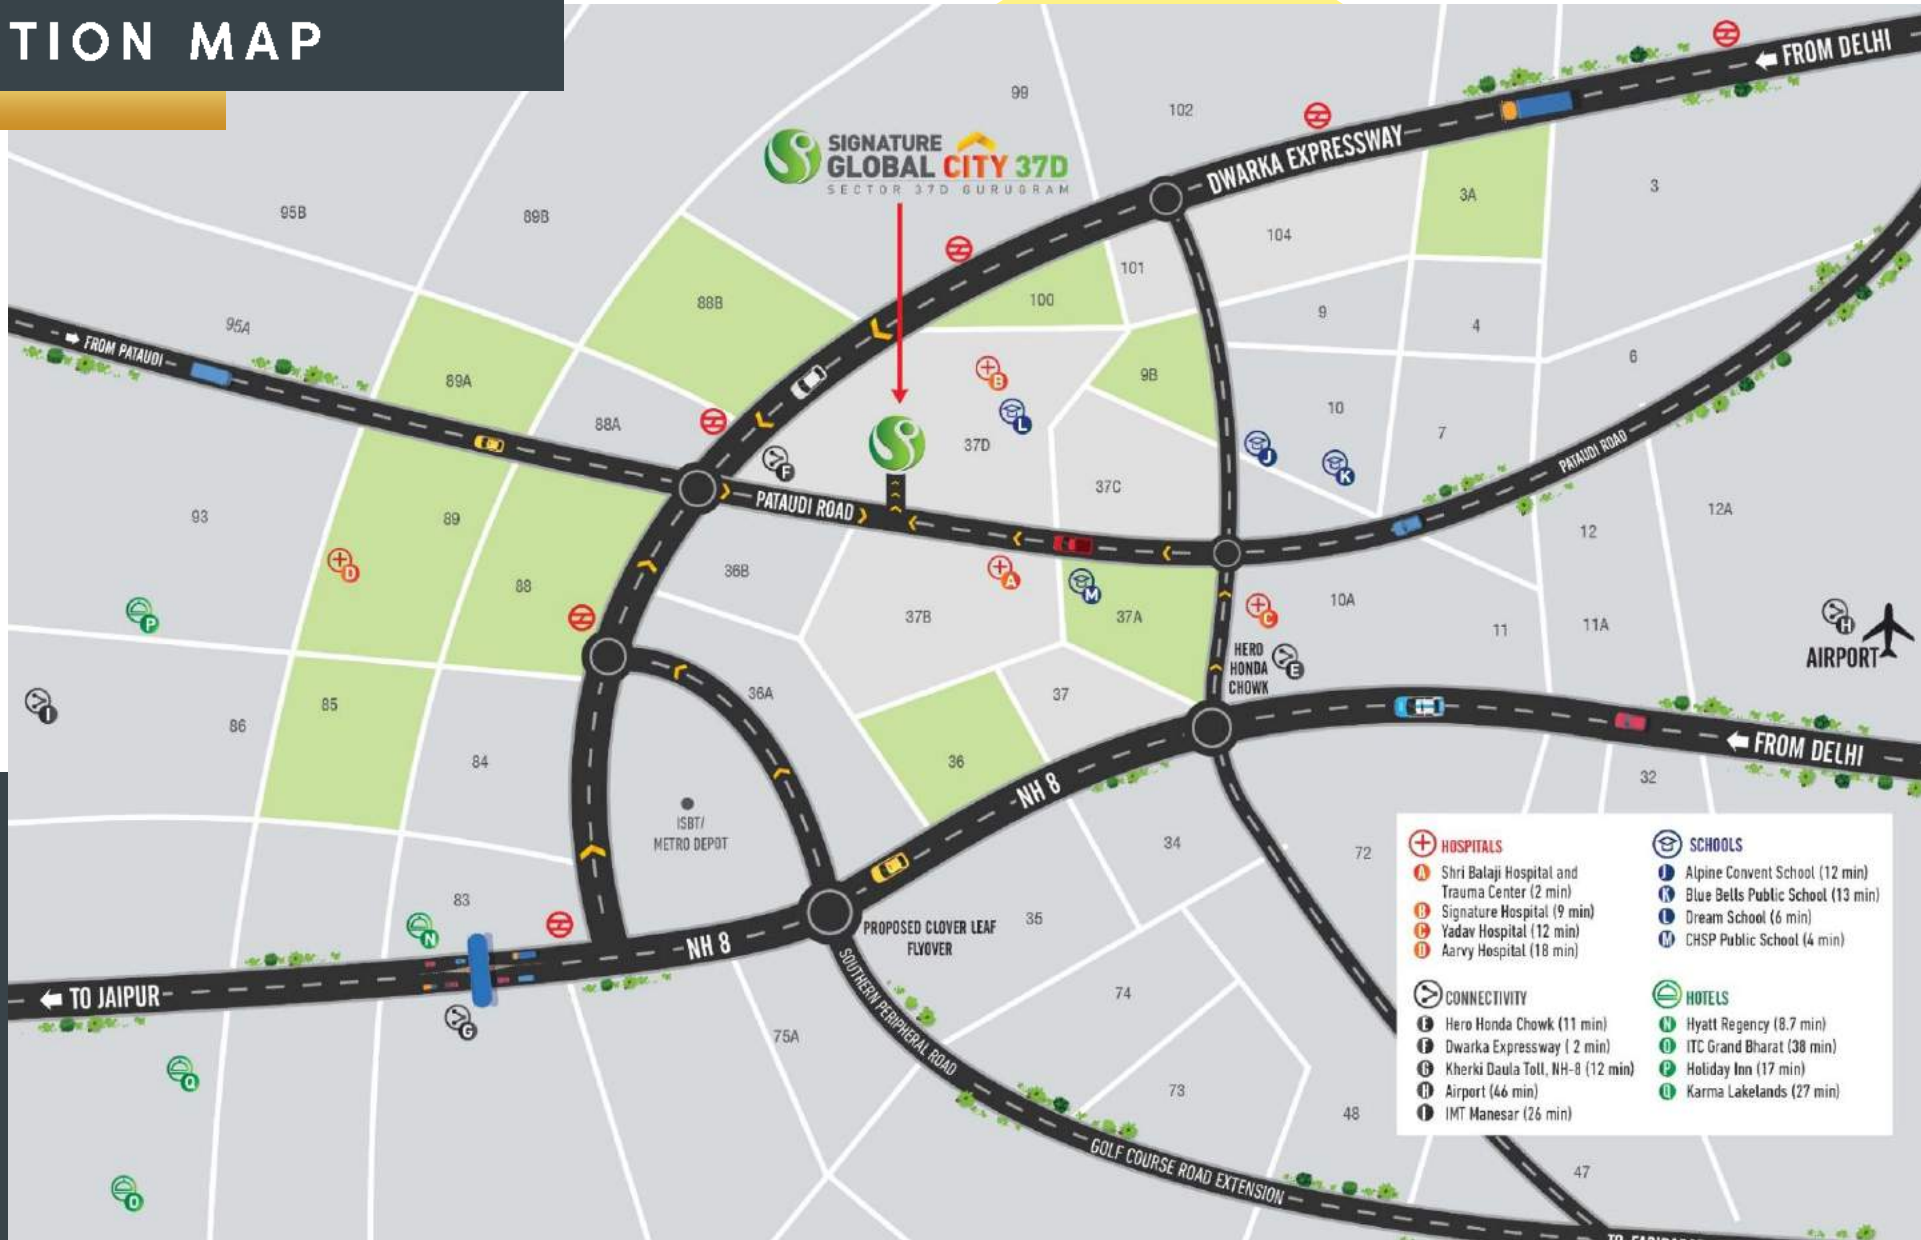 TION MAP
FROM DELHI
99
102
SIGNATURE
GLOBAL CITY 37D
SECTOR 37D GURUGRAM
DWARKA EXPRESSWAY
3A
3
95B
89B
104
101
88B
100
9
4
95A
FROM PATAUDI
6
89A
9B
B
88A
10
L
7
37D
J
PATAUDI ROAD
F
K
37C
PATAUDI ROAD
12A
93
89
12
36B
D
A
88
M
10A
P
37B
37A
C
11
11A
H
HERO
HONDA
CHOWK
E
AIRPORT
I
85
36A
37
86
84
36
FROM DELHI
NH 8
32
ISBT/
METRO DEPOT
34
72
83
35
N
PROPOSED CLOVER LEAF
FLYOVER
NH 8
TO JAIPUR
SOUTHERN PERIPHERAL ROAD
74
G
75A
Q
73
48
O
GOLF COURSE ROAD EXTENSION
47
HOSPITALS
A Shri Balaji Hospital and
Trauma Center (2 min)
B Signature Hospital (9 min)
C Yadav Hospital (12 min)
D Aarvy Hospital (18 min)
SCHOOLS
J Alpine Convent School (12 min)
K Blue Bells Public School (13 min)
L Dream School (6 min)
M CHSP Public School (4 min)
CONNECTIVITY
E Hero Honda Chowk (11 min)
F Dwarka Expressway ( 2 min)
G Kherki Daula Toll, NH-8 (12 min)
H Airport (46 min)
I IMT Manesar (26 min)
HOTELS
N Hyatt Regency (8.7 min)
O ITC Grand Bharat (38 min)
P Holiday Inn (17 min)
Q Karma Lakelands (27 min)